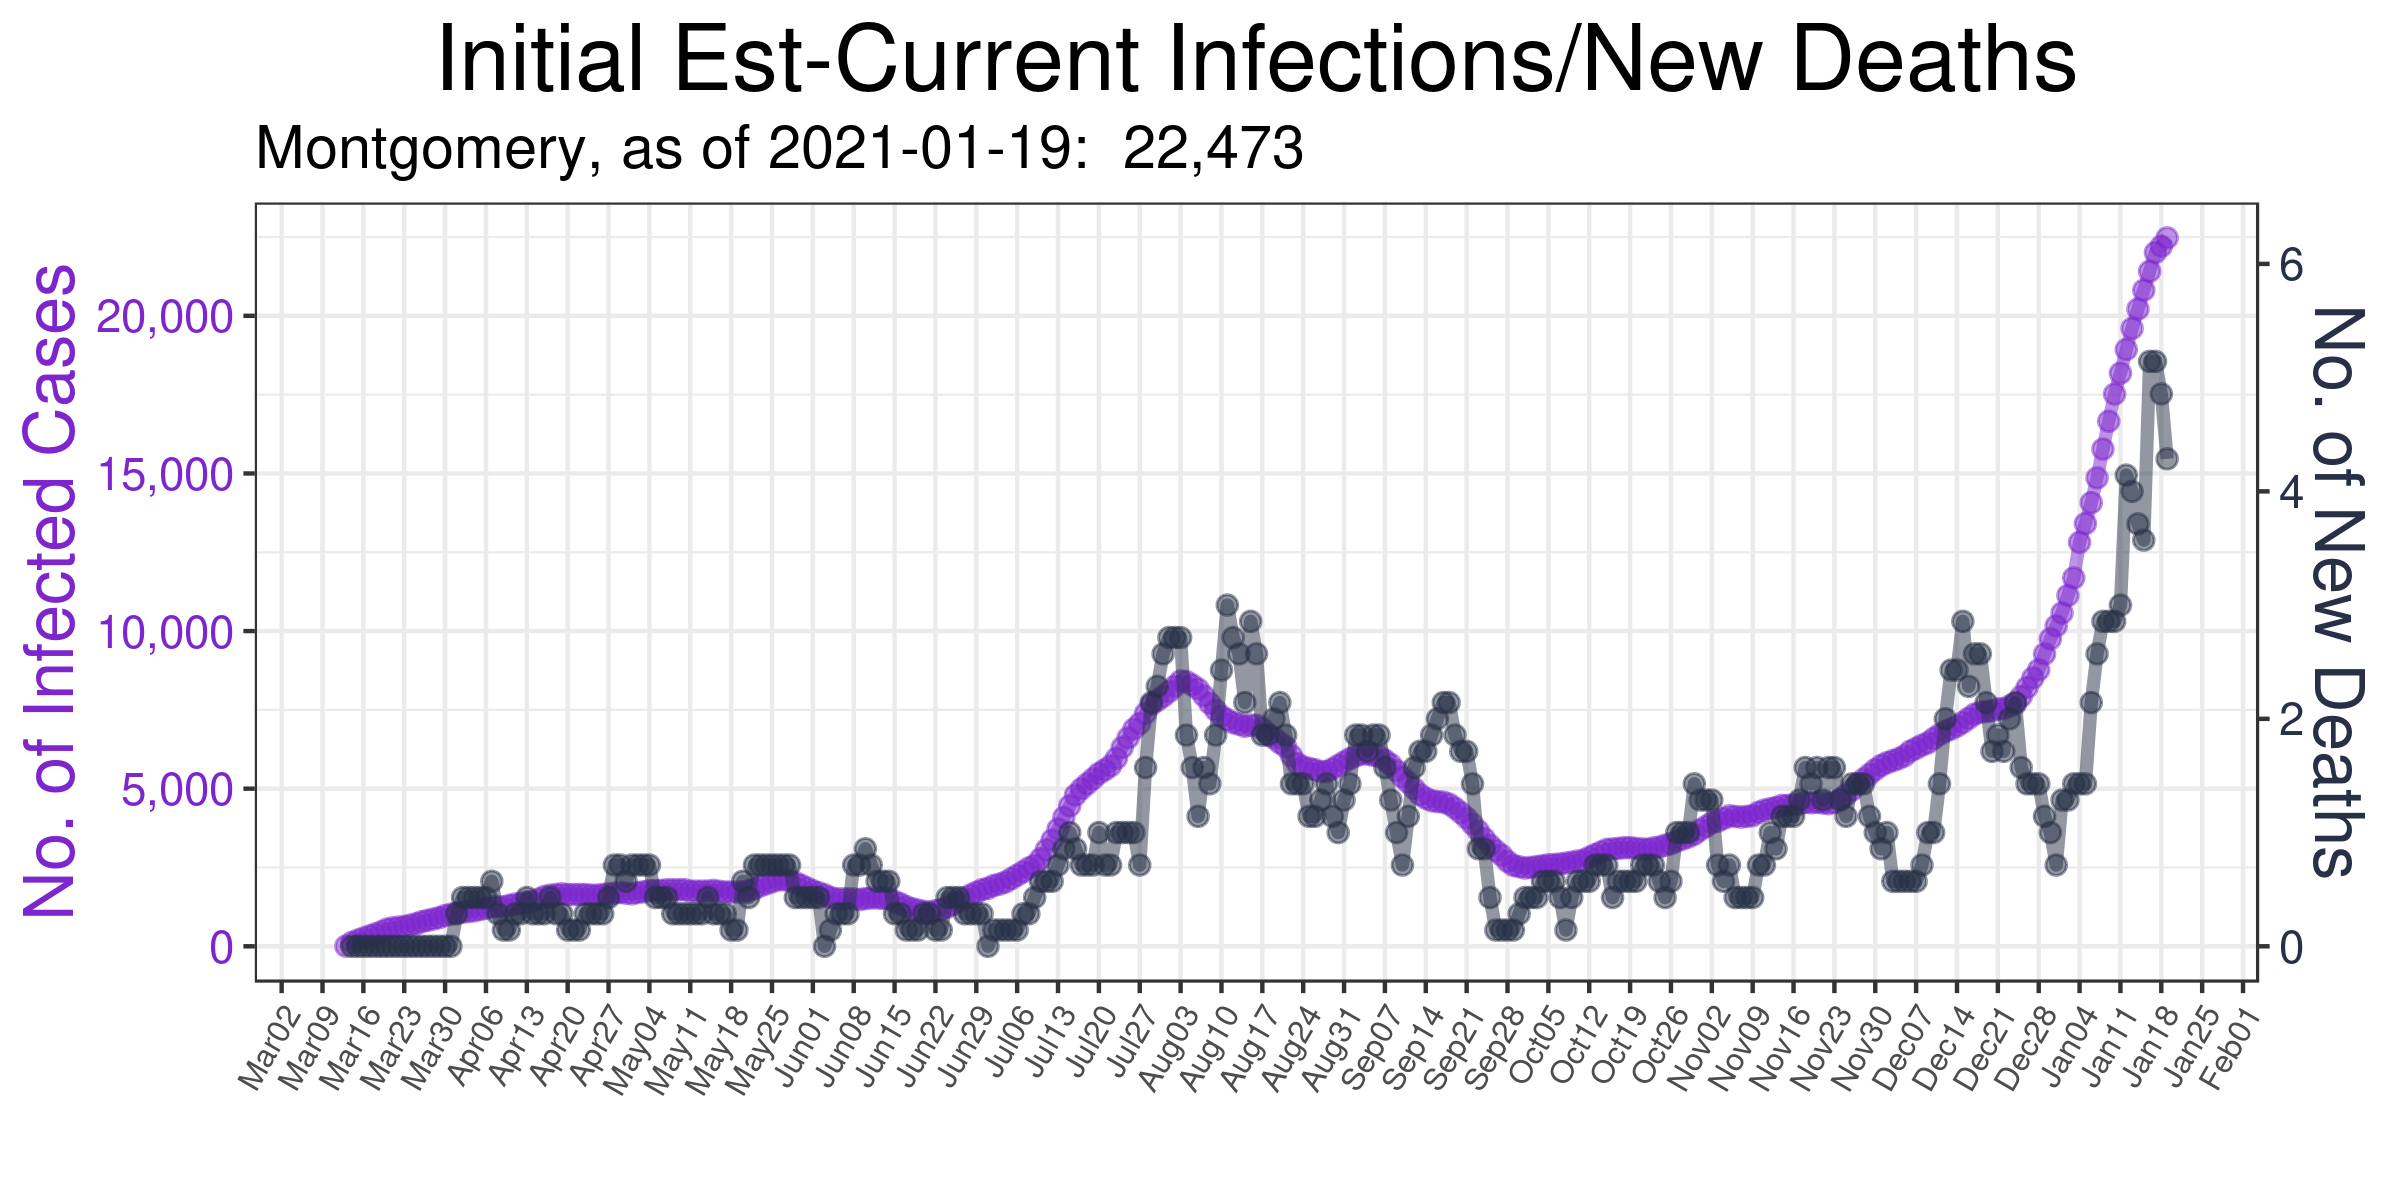 Initial Est-Current Infections/New Deaths
Montgomery, as of 2021-01-19:  22,473
No. of Infected Cases
20,000
15,000
10,000
5,000
0
6
4
2
0
No. of New Deaths
Mar02
Mar09
Mar16
Mar23
Mar30
Apr06
Apr13
Apr20
Apr27
May04
May11
May18
May25
Jun01
Jun08
Jun15
Jun22
Jun29
Jul06
Jul13
Jul20
Jul27
Aug03
Aug10
Aug17
Aug24
Aug31
Sep07
Sep14
Sep21
Sep28
Oct05
Oct12
Oct19
Oct26
Nov02
Nov09
Nov16
Nov23
Nov30
Dec07
Dec14
Dec21
Dec28
Jan04
Jan11
Jan18
Jan25
Feb01